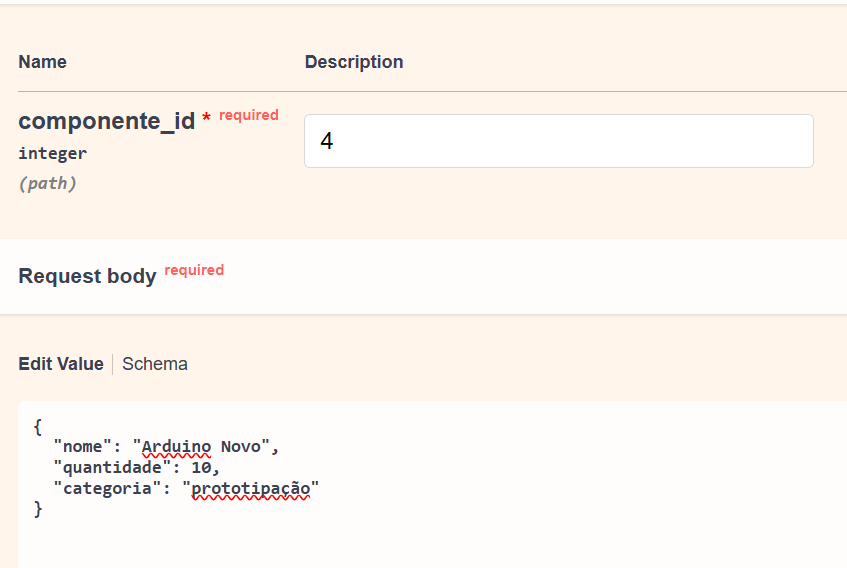 Name Description
componente_id * required
4
integer
(path)
Request body required
Edit Value | Schema
{
  "nome": "Arduino Novo",
  "quantidade": 10,
  "categoria": "prototipação"
}